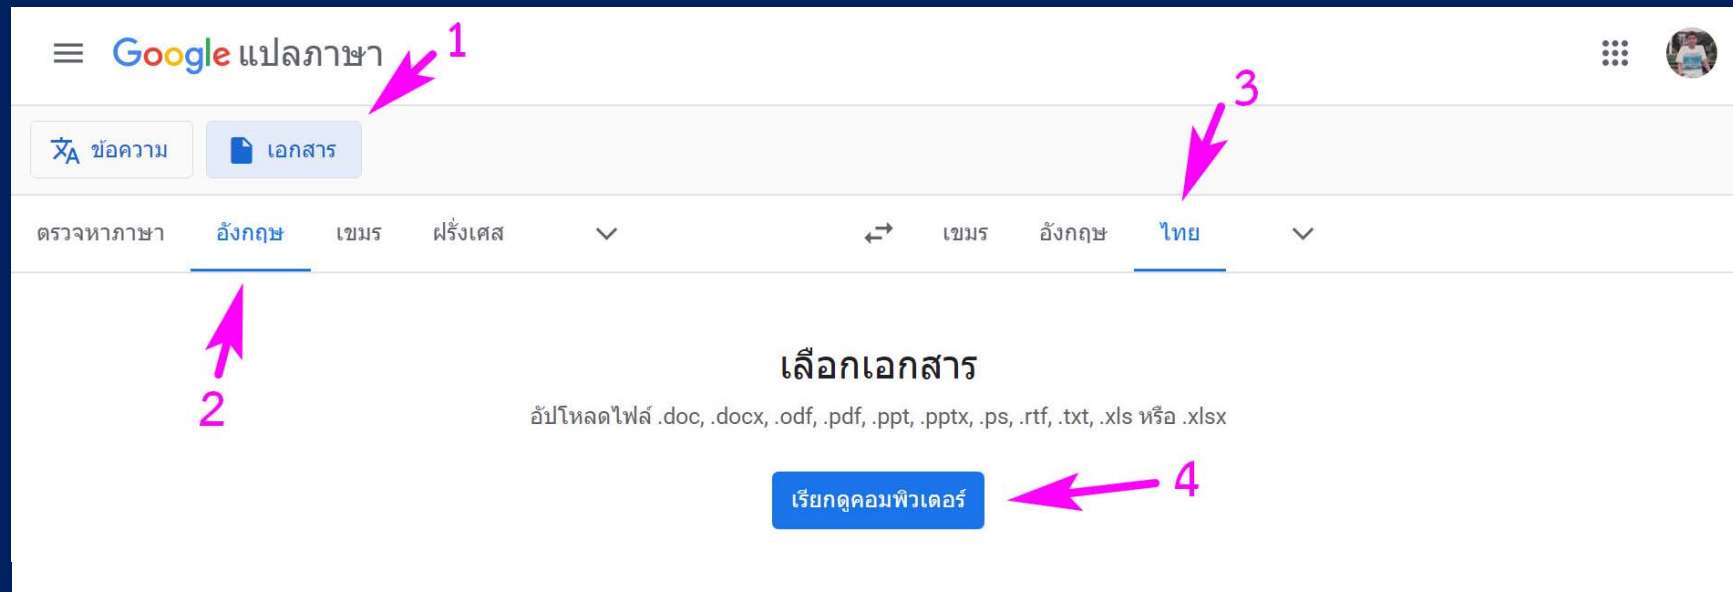 Google แปลภาษา
1
3
ข้อความ เอกสาร
ตรวจหาภาษา อังกฤษ เขมร ฝรั่งเศส เขมร อังกฤษ ไทย
2
เลือกเอกสาร
อัปโหลดไฟล์ .doc, .docx, .odf, .pdf, .ppt, .pptx, .ps, .rtf, .txt, .xls หรือ .xlsx
เรียกดูคอมพิวเตอร์ 4